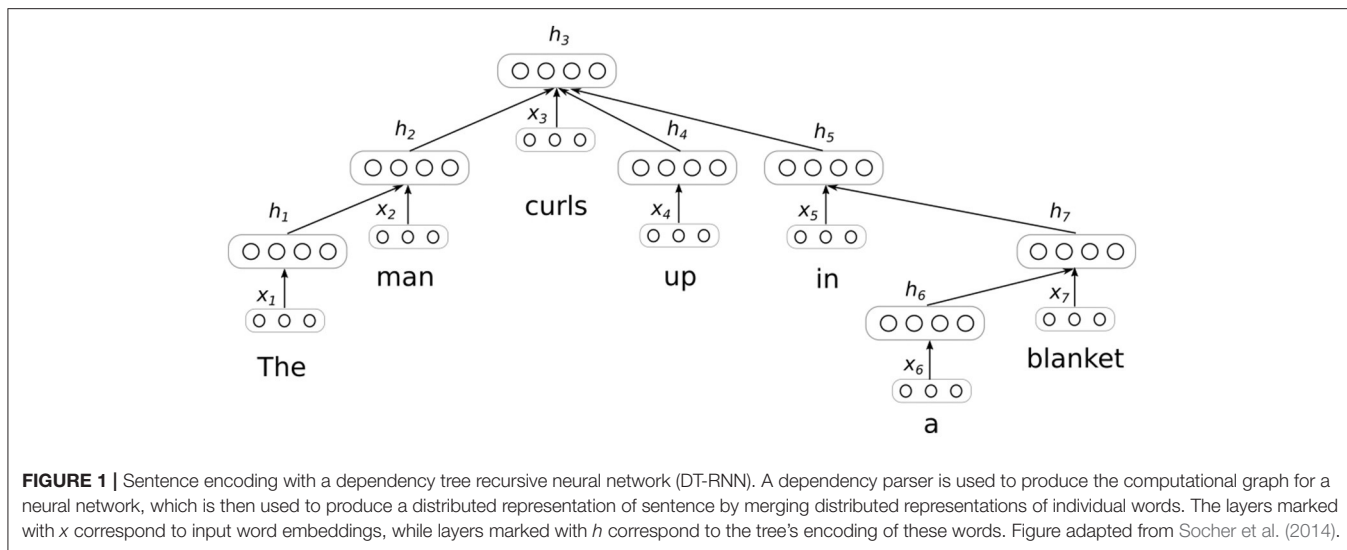 h3
h2
x3
h4
h5
h1
x2
curls
x4
x5
h7
man
up
in
x1
h6
x7
The
x6
blanket
a
FIGURE 1 | Sentence encoding with a dependency tree recursive neural network (DT-RNN). A dependency parser is used to produce the computational graph for a
neural network, which is then used to produce a distributed representation of sentence by merging distributed representations of individual words. The layers marked
with x correspond to input word embeddings, while layers marked with h correspond to the tree's encoding of these words. Figure adapted from Socher et al. (2014).